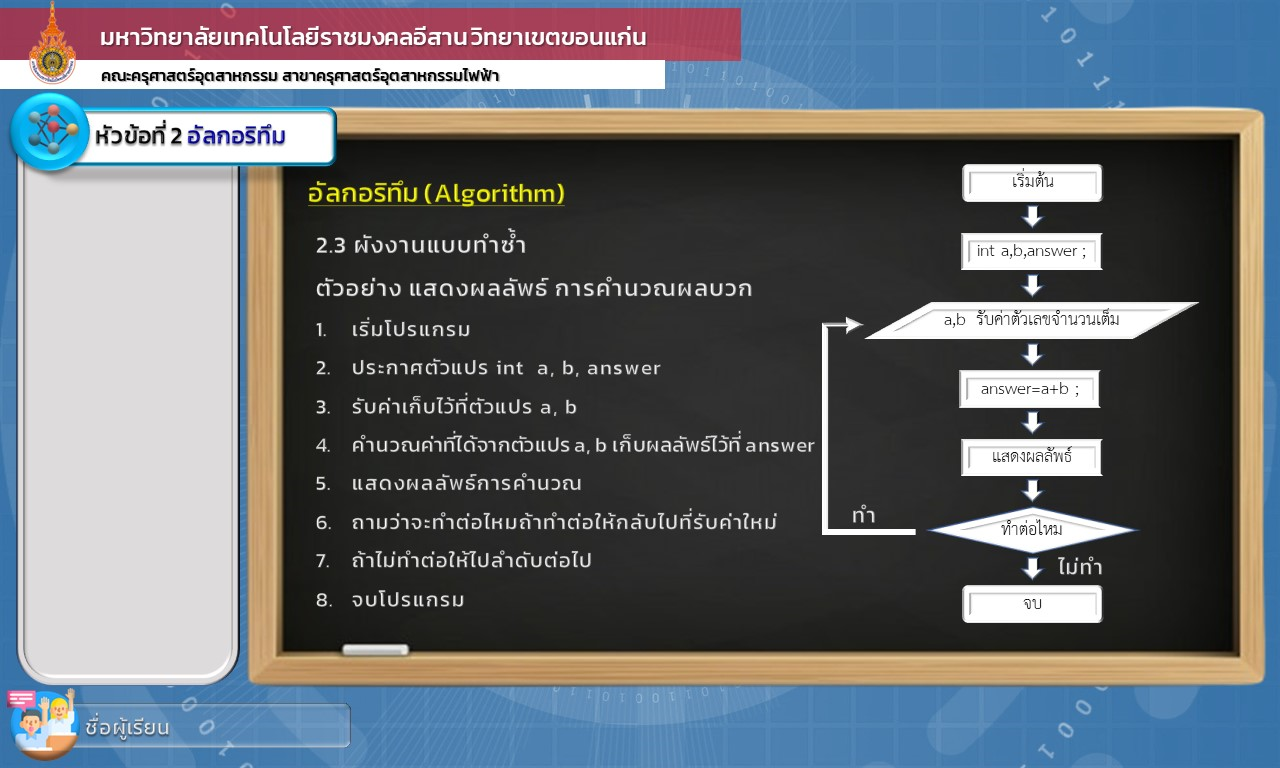 มหาวิทยาลัยเทคโนโลยีราชมงคลอีสาน วิทยาเขตขอนแก่น
คณะครุศาสตร์อุตสาหกรรม สาขาครุศาสตร์อุตสาหกรรมไฟฟ้า
หัวข้อที่ 2 อัลกอริทึม
อัลกอริทึม (Algorithm)
2.3 ผังงานแบบทำซ้ำ
ตัวอย่าง แสดงผลลัพธ์ การคำนวณผลบวก
1. เริ่มโปรแกรม
2. ประกาศตัวแปร int a, b, answer
3. รับค่าเก็บไว้ที่ตัวแปร a, b
4. คำนวณค่าที่ได้จากตัวแปร a, b เก็บผลลัพธ์ไว้ที่ answer
5. แสดงผลลัพธ์การคำนวณ
6. ถามว่าจะทำต่อไหมถ้าทำต่อให้กลับไปที่รับค่าใหม่
7. ถ้าไม่ทำต่อให้ไปลำดับต่อไป
8. จบโปรแกรม
เริ่มต้น
int a,b,answer ;
a,b รับค่าตัวเลขจำนวนเต็ม
answer=a+b ;
แสดงผลลัพธ์
ทำ
ทำต่อไหม
ไม่ทำ
จบ
ชื่อผู้เรียน